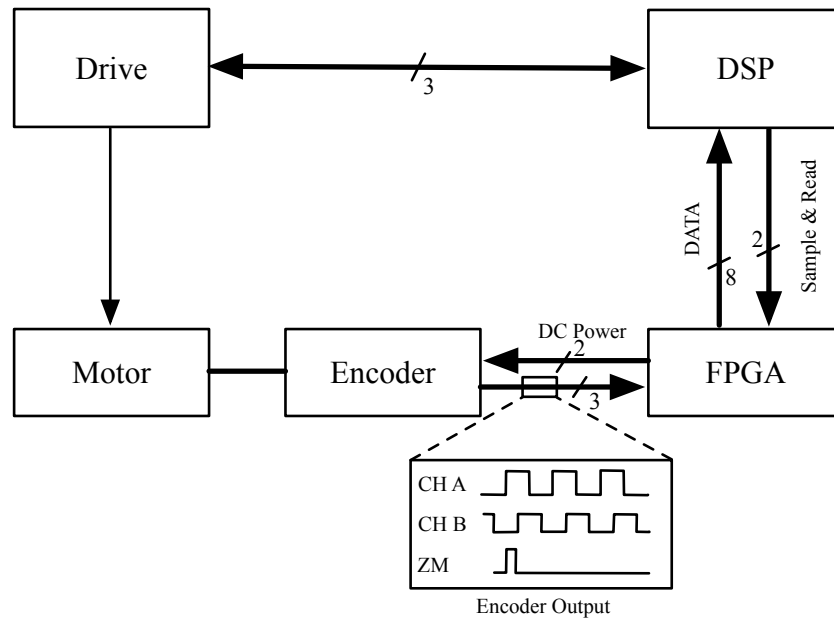 Drive
3
DSP
DATA
8
2
Sample & Read
Motor
Encoder
DC Power
2
3
FPGA
CH A
CH B
ZM
Encoder Output